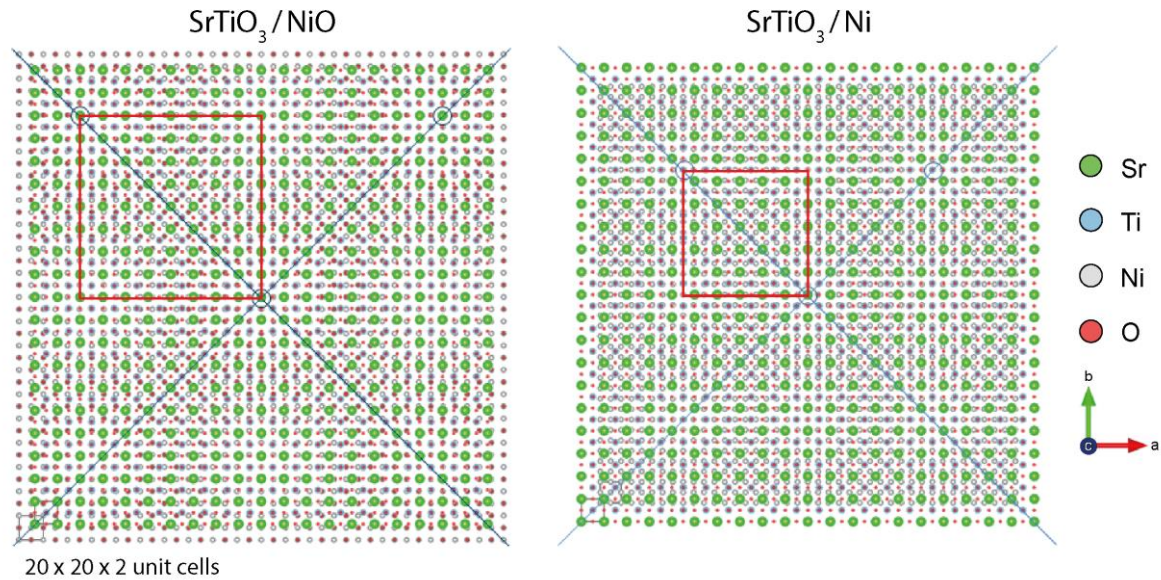 SrTiO₃/NiO
SrTiO₃/Ni
Sr
Ti
Ni
O
b
c
a
20 x 20 x 2 unit cells